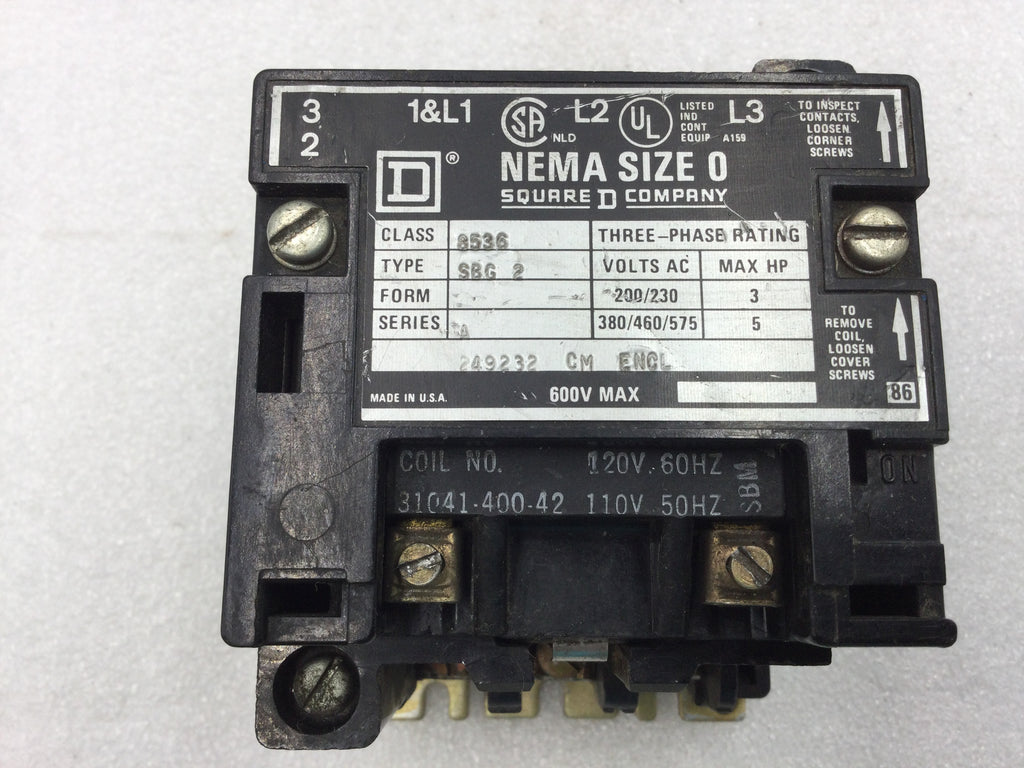 3 1&L1 L2 L3
2
SA
NLD
UL
LISTED
IND
CONT
EQUIP A159
TO INSPECT
CONTACTS,
LOOSEN
CORNER
SCREWS
D ®
NEMA SIZE 0
SQUARE D COMPANY
CLASS 8536 THREE-PHASE RATING
TYPE SBG 2 VOLTS AC MAX HP
FORM 200/230 3
SERIES A 380/460/575 5
249232 CM ENCL
TO
REMOVE
COIL,
LOOSEN
COVER
SCREWS
MADE IN U.S.A. 600V MAX 86
COIL NO. 120V. 60HZ
31041-400-42 110V 50HZ
SBM
ON